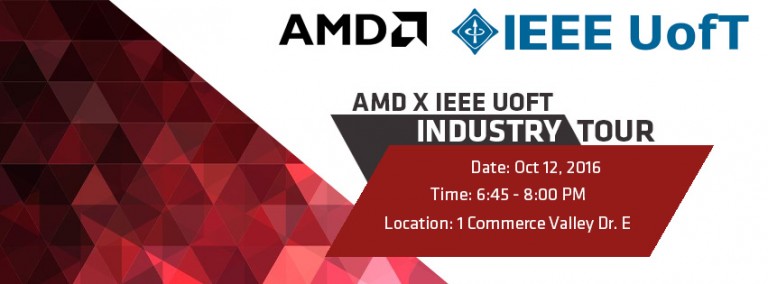 AMD IEEE UofT
AMD X IEEE UOFT
INDUSTRY TOUR
Date: Oct 12, 2016
Time: 6:45 - 8:00 PM
Location: 1 Commerce Valley Dr. E